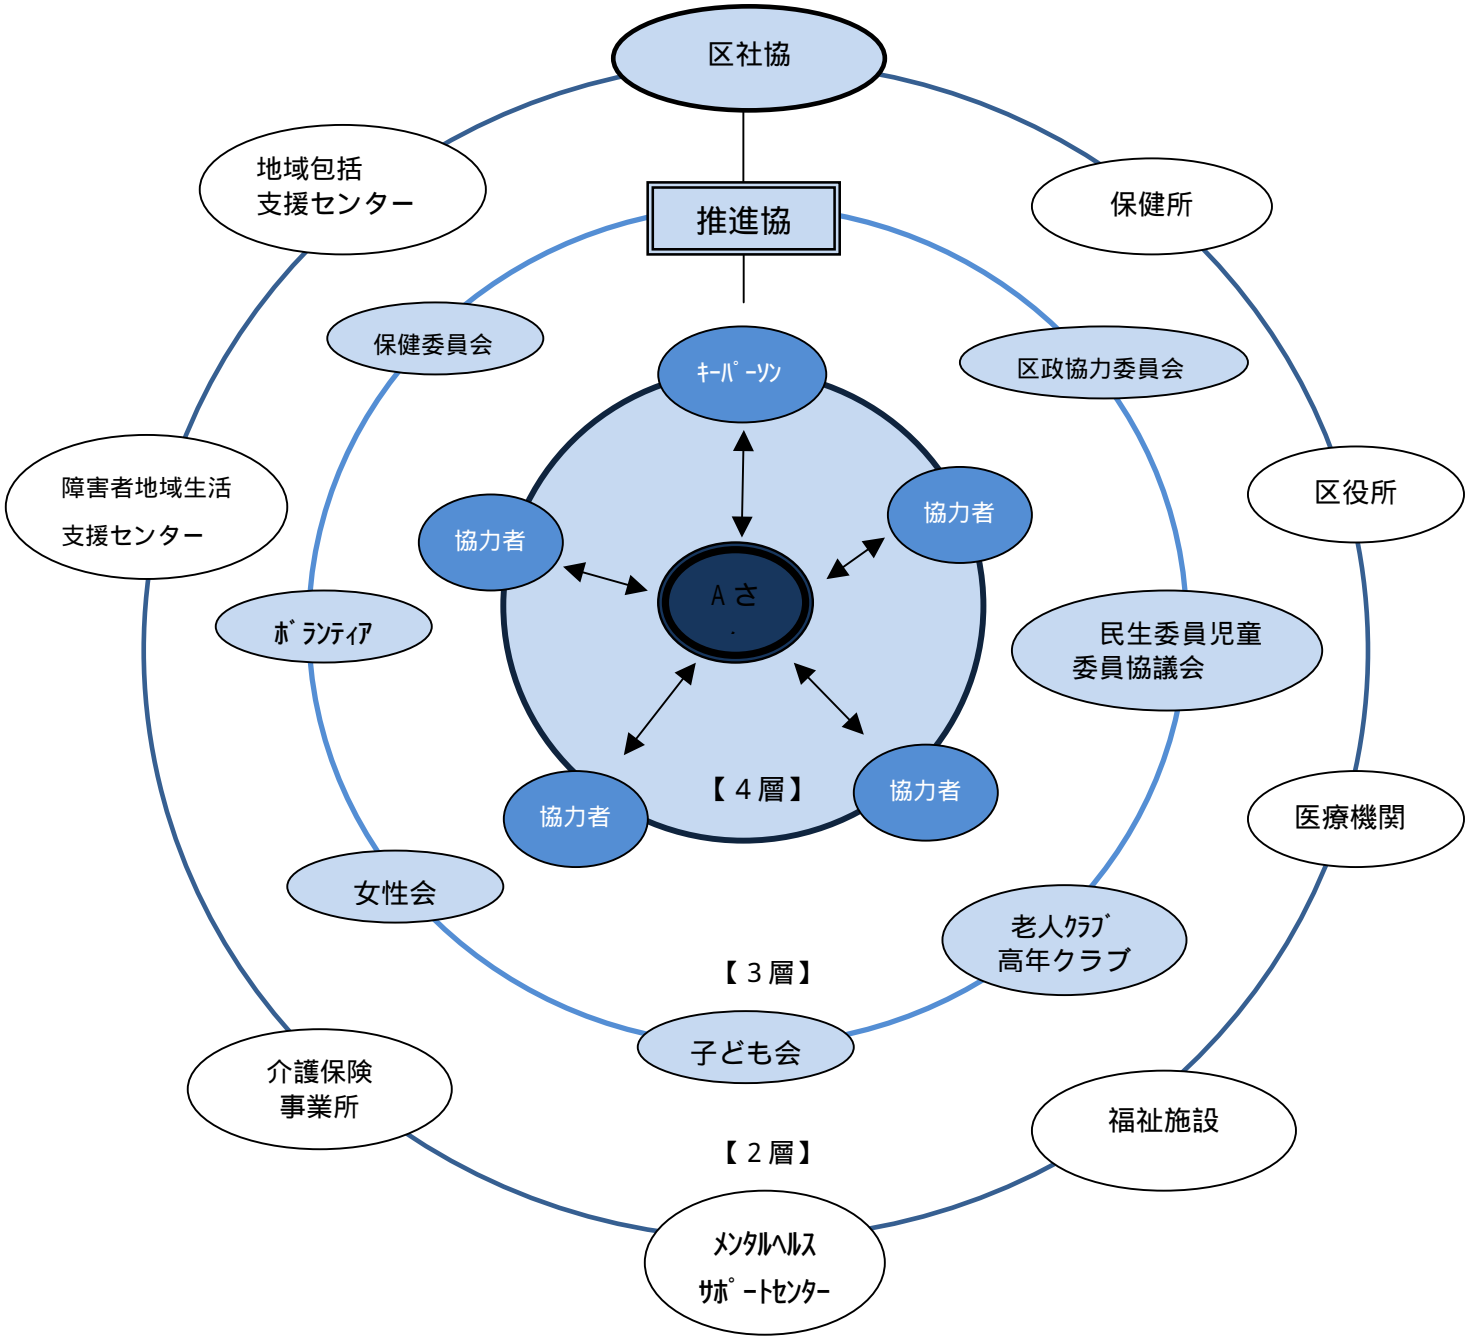 区社協
地域包括
支援センター
保健所
推進協
保健委員会
区政協力委員会
ｷｰﾊﾟｰｿﾝ
障害者地域生活
支援センター
区役所
協力者
協力者
Aさ
ﾎﾞﾗﾝﾃｨｱ
民生委員児童
委員協議会
【４層】
協力者
協力者
医療機関
女性会
老人ｸﾗﾌﾞ
高年クラブ
【３層】
子ども会
介護保険
事業所
福祉施設
【２層】
ﾒﾝﾀﾙﾍﾙｽ
ｻﾎﾟｰﾄｾﾝﾀｰ